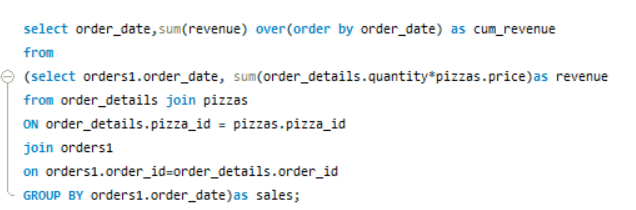 select order_date,sum(revenue) over(order by order_date) as cum_revenue
from
(select orders1.order_date, sum(order_details.quantity*pizzas.price)as revenue
from order_details join pizzas
ON order_details.pizza_id = pizzas.pizza_id
join orders1
on orders1.order_id=order_details.order_id
GROUP BY orders1.order_date)as sales;